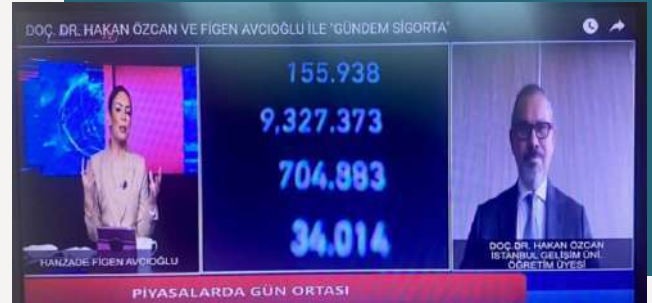 DOÇ. DR. HAKAN ÖZCAN VE FİGEN AVCIOĞLU İLE 'GÜNDEM SİGORTA'
155.938
9,327.373
704.883
34.014
HANZADE FİGEN AVCIOĞLU
DOÇ.DR. HAKAN ÖZCAN
İSTANBUL GELİŞİM ÜNİ.
ÖĞRETİM ÜYESİ
PİYASALARDA GÜN ORTASI